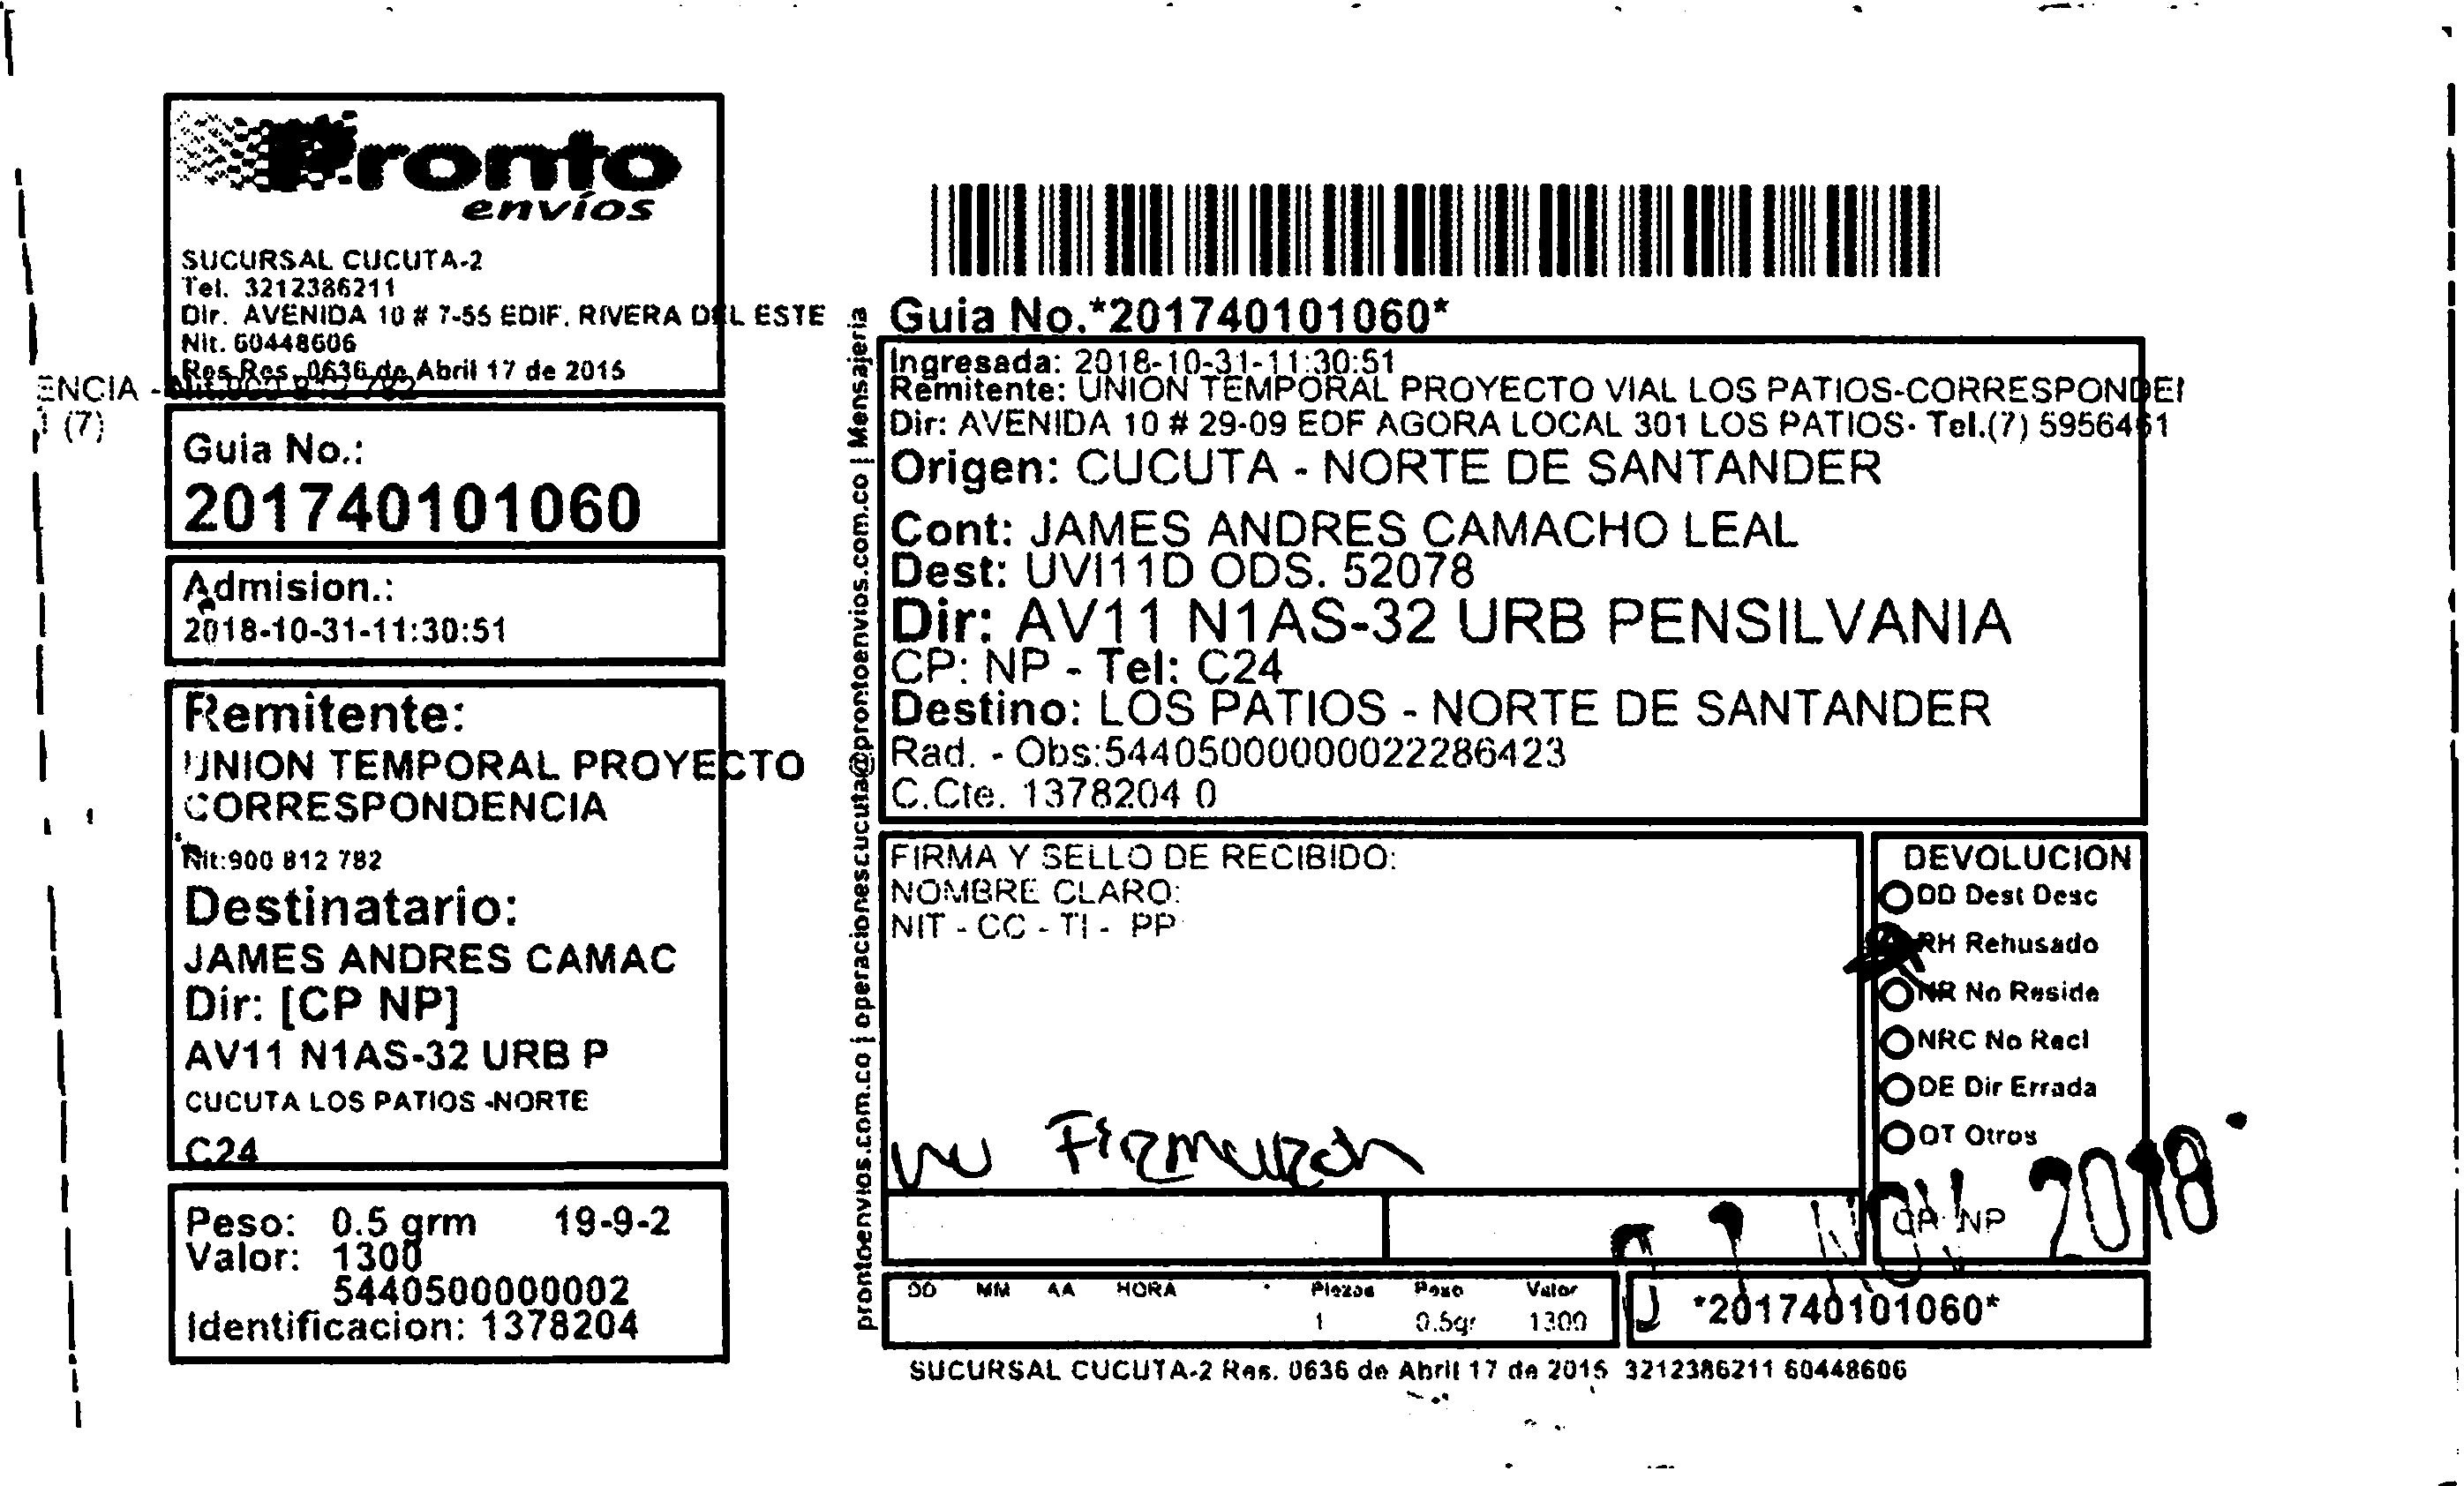 Pronto
envíos
SUCURSAL CUCUTA-2
Tel. 3212386211
Dir. AVENIDA 10 # 7-55 EDIF. RIVERA DEL ESTE
Nit. 60448606
Res Res. 0636 de Abril 17 de 2015
ENCIA - Nit.900 812 782
(7)
Guia No.:
201740101060
Admision.:
2018-10-31-11:30:51
Remitente:
UNION TEMPORAL PROYECTO
CORRESPONDENCIA
Nit:900 812 782
Destinatario:
JAMES ANDRES CAMAC
Dir: [CP NP]
AV11 N1AS-32 URB P
CUCUTA LOS PATIOS -NORTE
C24
Peso: 0.5 grm 19-9-2
Valor: 1300
5440500000002
Identificacion: 1378204
prontoenvios.com.co | operacionescucuta@prontoenvios.com.co | Mensajeria
Guia No.*201740101060*
Ingresada: 2018-10-31-11:30:51
Remitente: UNION TEMPORAL PROYECTO VIAL LOS PATIOS-CORRESPONDEI
Dir: AVENIDA 10 # 29-09 EDF AGORA LOCAL 301 LOS PATIOS- Tel.(7) 5956461
Origen: CUCUTA - NORTE DE SANTANDER
Cont: JAMES ANDRES CAMACHO LEAL
Dest: UVI11D ODS. 52078
Dir: AV11 N1AS-32 URB PENSILVANIA
CP: NP - Tel: C24
Destino: LOS PATIOS - NORTE DE SANTANDER
Rad. - Obs:544050000000022286423
C.Cte. 1378204 0
FIRMA Y SELLO DE RECIBIDO:
NOMBRE CLARO:
NIT - CC - TI - PP
DEVOLUCION
DD Dest Desc
RH Rehusado
NR No Reside
NRC No Recl
DE Dir Errada
OT Otros
CP: NP
2018
DD MM AA HORA Piezas Peso Valor
1 0.5gr 1300
*201740101060*
SUCURSAL CUCUTA-2 Res. 0636 de Abril 17 de 2015 3212386211 60448606